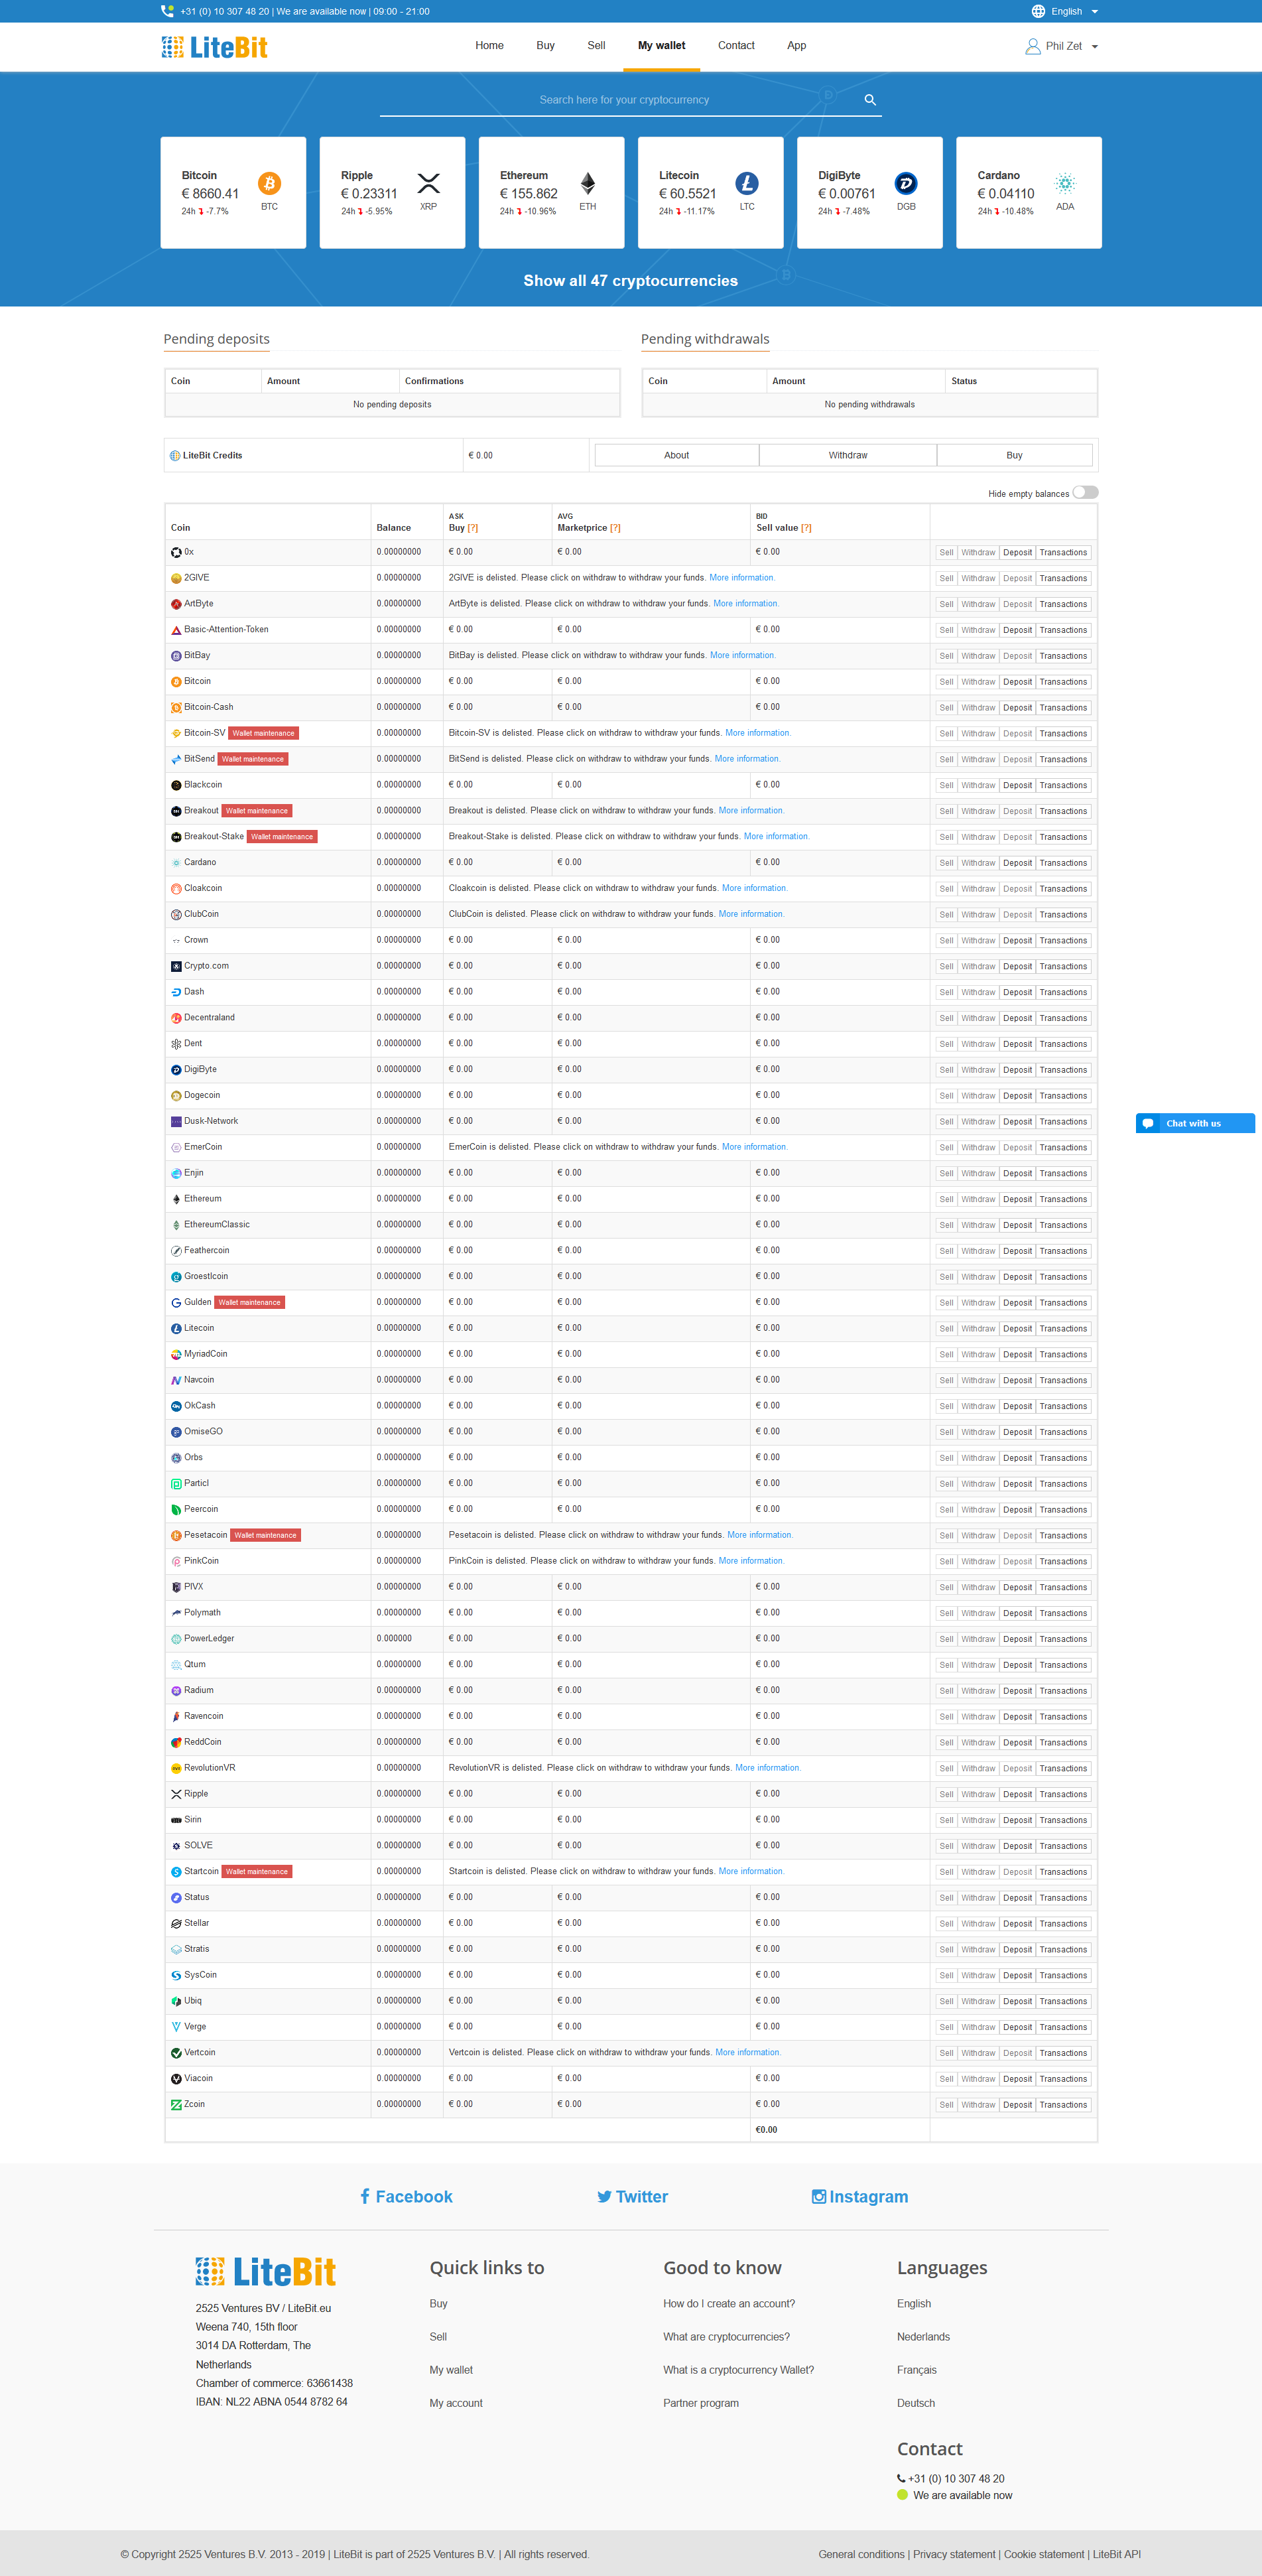 +31 (0) 10 307 48 20 | We are available now | 09:00 - 21:00 English
LiteBit Home Buy Sell My wallet Contact App Phil Zet
Search here for your cryptocurrency
Bitcoin
€ 8660.41
24h -7.7%
BTC
Ripple
€ 0.23311
24h -5.95%
XRP
Ethereum
€ 155.862
24h -10.96%
ETH
Litecoin
€ 60.5521
24h -11.17%
LTC
DigiByte
€ 0.00761
24h -7.48%
DGB
Cardano
€ 0.04110
24h -10.48%
ADA
Show all 47 cryptocurrencies
Pending deposits
Coin Amount Confirmations
No pending deposits
Pending withdrawals
Coin Amount Status
No pending withdrawals
LiteBit Credits € 0.00 About Withdraw Buy
Hide empty balances
Coin Balance ASK Buy [?] AVG Marketprice [?] BID Sell value [?]
0x 0.00000000 € 0.00 € 0.00 € 0.00 Sell Withdraw Deposit Transactions
2GIVE 0.00000000 2GIVE is delisted. Please click on withdraw to withdraw your funds. More information. Sell Withdraw Deposit Transactions
ArtByte 0.00000000 ArtByte is delisted. Please click on withdraw to withdraw your funds. More information. Sell Withdraw Deposit Transactions
Basic-Attention-Token 0.00000000 € 0.00 € 0.00 € 0.00 Sell Withdraw Deposit Transactions
BitBay 0.00000000 BitBay is delisted. Please click on withdraw to withdraw your funds. More information. Sell Withdraw Deposit Transactions
Bitcoin 0.00000000 € 0.00 € 0.00 € 0.00 Sell Withdraw Deposit Transactions
Bitcoin-Cash 0.00000000 € 0.00 € 0.00 € 0.00 Sell Withdraw Deposit Transactions
Bitcoin-SV Wallet maintenance 0.00000000 Bitcoin-SV is delisted. Please click on withdraw to withdraw your funds. More information. Sell Withdraw Deposit Transactions
BitSend Wallet maintenance 0.00000000 BitSend is delisted. Please click on withdraw to withdraw your funds. More information. Sell Withdraw Deposit Transactions
Blackcoin 0.00000000 € 0.00 € 0.00 € 0.00 Sell Withdraw Deposit Transactions
Breakout Wallet maintenance 0.00000000 Breakout is delisted. Please click on withdraw to withdraw your funds. More information. Sell Withdraw Deposit Transactions
Breakout-Stake Wallet maintenance 0.00000000 Breakout-Stake is delisted. Please click on withdraw to withdraw your funds. More information. Sell Withdraw Deposit Transactions
Cardano 0.00000000 € 0.00 € 0.00 € 0.00 Sell Withdraw Deposit Transactions
Cloakcoin 0.00000000 Cloakcoin is delisted. Please click on withdraw to withdraw your funds. More information. Sell Withdraw Deposit Transactions
ClubCoin 0.00000000 ClubCoin is delisted. Please click on withdraw to withdraw your funds. More information. Sell Withdraw Deposit Transactions
Crown 0.00000000 € 0.00 € 0.00 € 0.00 Sell Withdraw Deposit Transactions
Crypto.com 0.00000000 € 0.00 € 0.00 € 0.00 Sell Withdraw Deposit Transactions
Dash 0.00000000 € 0.00 € 0.00 € 0.00 Sell Withdraw Deposit Transactions
Decentraland 0.00000000 € 0.00 € 0.00 € 0.00 Sell Withdraw Deposit Transactions
Dent 0.00000000 € 0.00 € 0.00 € 0.00 Sell Withdraw Deposit Transactions
DigiByte 0.00000000 € 0.00 € 0.00 € 0.00 Sell Withdraw Deposit Transactions
Dogecoin 0.00000000 € 0.00 € 0.00 € 0.00 Sell Withdraw Deposit Transactions
Dusk-Network 0.00000000 € 0.00 € 0.00 € 0.00 Sell Withdraw Deposit Transactions
Chat with us
EmerCoin 0.00000000 EmerCoin is delisted. Please click on withdraw to withdraw your funds. More information. Sell Withdraw Deposit Transactions
Enjin 0.00000000 € 0.00 € 0.00 € 0.00 Sell Withdraw Deposit Transactions
Ethereum 0.00000000 € 0.00 € 0.00 € 0.00 Sell Withdraw Deposit Transactions
EthereumClassic 0.00000000 € 0.00 € 0.00 € 0.00 Sell Withdraw Deposit Transactions
Feathercoin 0.00000000 € 0.00 € 0.00 € 0.00 Sell Withdraw Deposit Transactions
Groestlcoin 0.00000000 € 0.00 € 0.00 € 0.00 Sell Withdraw Deposit Transactions
Gulden Wallet maintenance 0.00000000 € 0.00 € 0.00 € 0.00 Sell Withdraw Deposit Transactions
Litecoin 0.00000000 € 0.00 € 0.00 € 0.00 Sell Withdraw Deposit Transactions
MyriadCoin 0.00000000 € 0.00 € 0.00 € 0.00 Sell Withdraw Deposit Transactions
Navcoin 0.00000000 € 0.00 € 0.00 € 0.00 Sell Withdraw Deposit Transactions
OkCash 0.00000000 € 0.00 € 0.00 € 0.00 Sell Withdraw Deposit Transactions
OmiseGO 0.00000000 € 0.00 € 0.00 € 0.00 Sell Withdraw Deposit Transactions
Orbs 0.00000000 € 0.00 € 0.00 € 0.00 Sell Withdraw Deposit Transactions
Particl 0.00000000 € 0.00 € 0.00 € 0.00 Sell Withdraw Deposit Transactions
Peercoin 0.00000000 € 0.00 € 0.00 € 0.00 Sell Withdraw Deposit Transactions
Pesetacoin Wallet maintenance 0.00000000 Pesetacoin is delisted. Please click on withdraw to withdraw your funds. More information. Sell Withdraw Deposit Transactions
PinkCoin 0.00000000 PinkCoin is delisted. Please click on withdraw to withdraw your funds. More information. Sell Withdraw Deposit Transactions
PIVX 0.00000000 € 0.00 € 0.00 € 0.00 Sell Withdraw Deposit Transactions
Polymath 0.00000000 € 0.00 € 0.00 € 0.00 Sell Withdraw Deposit Transactions
PowerLedger 0.000000 € 0.00 € 0.00 € 0.00 Sell Withdraw Deposit Transactions
Qtum 0.00000000 € 0.00 € 0.00 € 0.00 Sell Withdraw Deposit Transactions
Radium 0.00000000 € 0.00 € 0.00 € 0.00 Sell Withdraw Deposit Transactions
Ravencoin 0.00000000 € 0.00 € 0.00 € 0.00 Sell Withdraw Deposit Transactions
ReddCoin 0.00000000 € 0.00 € 0.00 € 0.00 Sell Withdraw Deposit Transactions
RevolutionVR 0.00000000 RevolutionVR is delisted. Please click on withdraw to withdraw your funds. More information. Sell Withdraw Deposit Transactions
Ripple 0.00000000 € 0.00 € 0.00 € 0.00 Sell Withdraw Deposit Transactions
Sirin 0.00000000 € 0.00 € 0.00 € 0.00 Sell Withdraw Deposit Transactions
SOLVE 0.00000000 € 0.00 € 0.00 € 0.00 Sell Withdraw Deposit Transactions
Startcoin Wallet maintenance 0.00000000 Startcoin is delisted. Please click on withdraw to withdraw your funds. More information. Sell Withdraw Deposit Transactions
Status 0.00000000 € 0.00 € 0.00 € 0.00 Sell Withdraw Deposit Transactions
Stellar 0.00000000 € 0.00 € 0.00 € 0.00 Sell Withdraw Deposit Transactions
Stratis 0.00000000 € 0.00 € 0.00 € 0.00 Sell Withdraw Deposit Transactions
SysCoin 0.00000000 € 0.00 € 0.00 € 0.00 Sell Withdraw Deposit Transactions
Ubiq 0.00000000 € 0.00 € 0.00 € 0.00 Sell Withdraw Deposit Transactions
Verge 0.00000000 € 0.00 € 0.00 € 0.00 Sell Withdraw Deposit Transactions
Vertcoin 0.00000000 Vertcoin is delisted. Please click on withdraw to withdraw your funds. More information. Sell Withdraw Deposit Transactions
Viacoin 0.00000000 € 0.00 € 0.00 € 0.00 Sell Withdraw Deposit Transactions
Zcoin 0.00000000 € 0.00 € 0.00 € 0.00 Sell Withdraw Deposit Transactions
€0.00
Facebook Twitter Instagram
LiteBit
2525 Ventures BV / LiteBit.eu
Weena 740, 15th floor
3014 DA Rotterdam, The
Netherlands
Chamber of commerce: 63661438
IBAN: NL22 ABNA 0544 8782 64
Quick links to
Buy
Sell
My wallet
My account
Good to know
How do I create an account?
What are cryptocurrencies?
What is a cryptocurrency Wallet?
Partner program
Languages
English
Nederlands
Français
Deutsch
Contact
+31 (0) 10 307 48 20
We are available now
© Copyright 2525 Ventures B.V. 2013 - 2019 | LiteBit is part of 2525 Ventures B.V. | All rights reserved. General conditions | Privacy statement | Cookie statement | LiteBit API